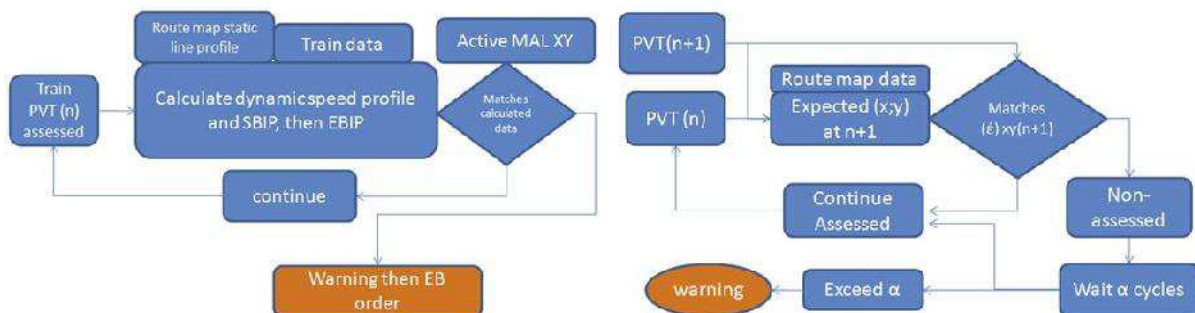 Route map static
line profile
Train data
Active MAL XY
Train
PVT (n)
assessed
Calculate dynamic speed profile
and SBIP, then EBIP
Matches
calculated
data
continue
Warning then EB
order
PVT(n+1)
Route map data
PVT (n)
Expected (x;y)
at n+1
Matches
(έ) xy(n+1)
Continue
Assessed
Non-
assessed
warning
Exceed α
Wait α cycles